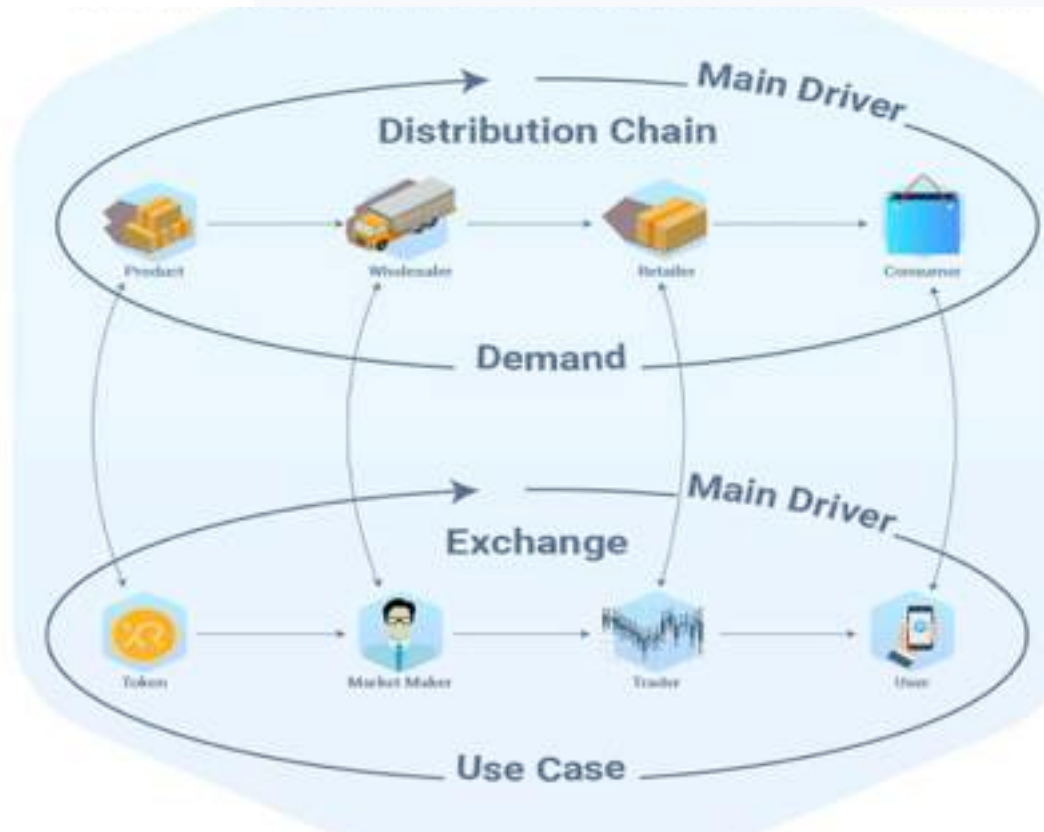 Main Driver
Distribution Chain
Product
Wholesaler
Retailer
Consumer
Demand
Main Driver
Exchange
Token
Market Maker
Trader
User
Use Case